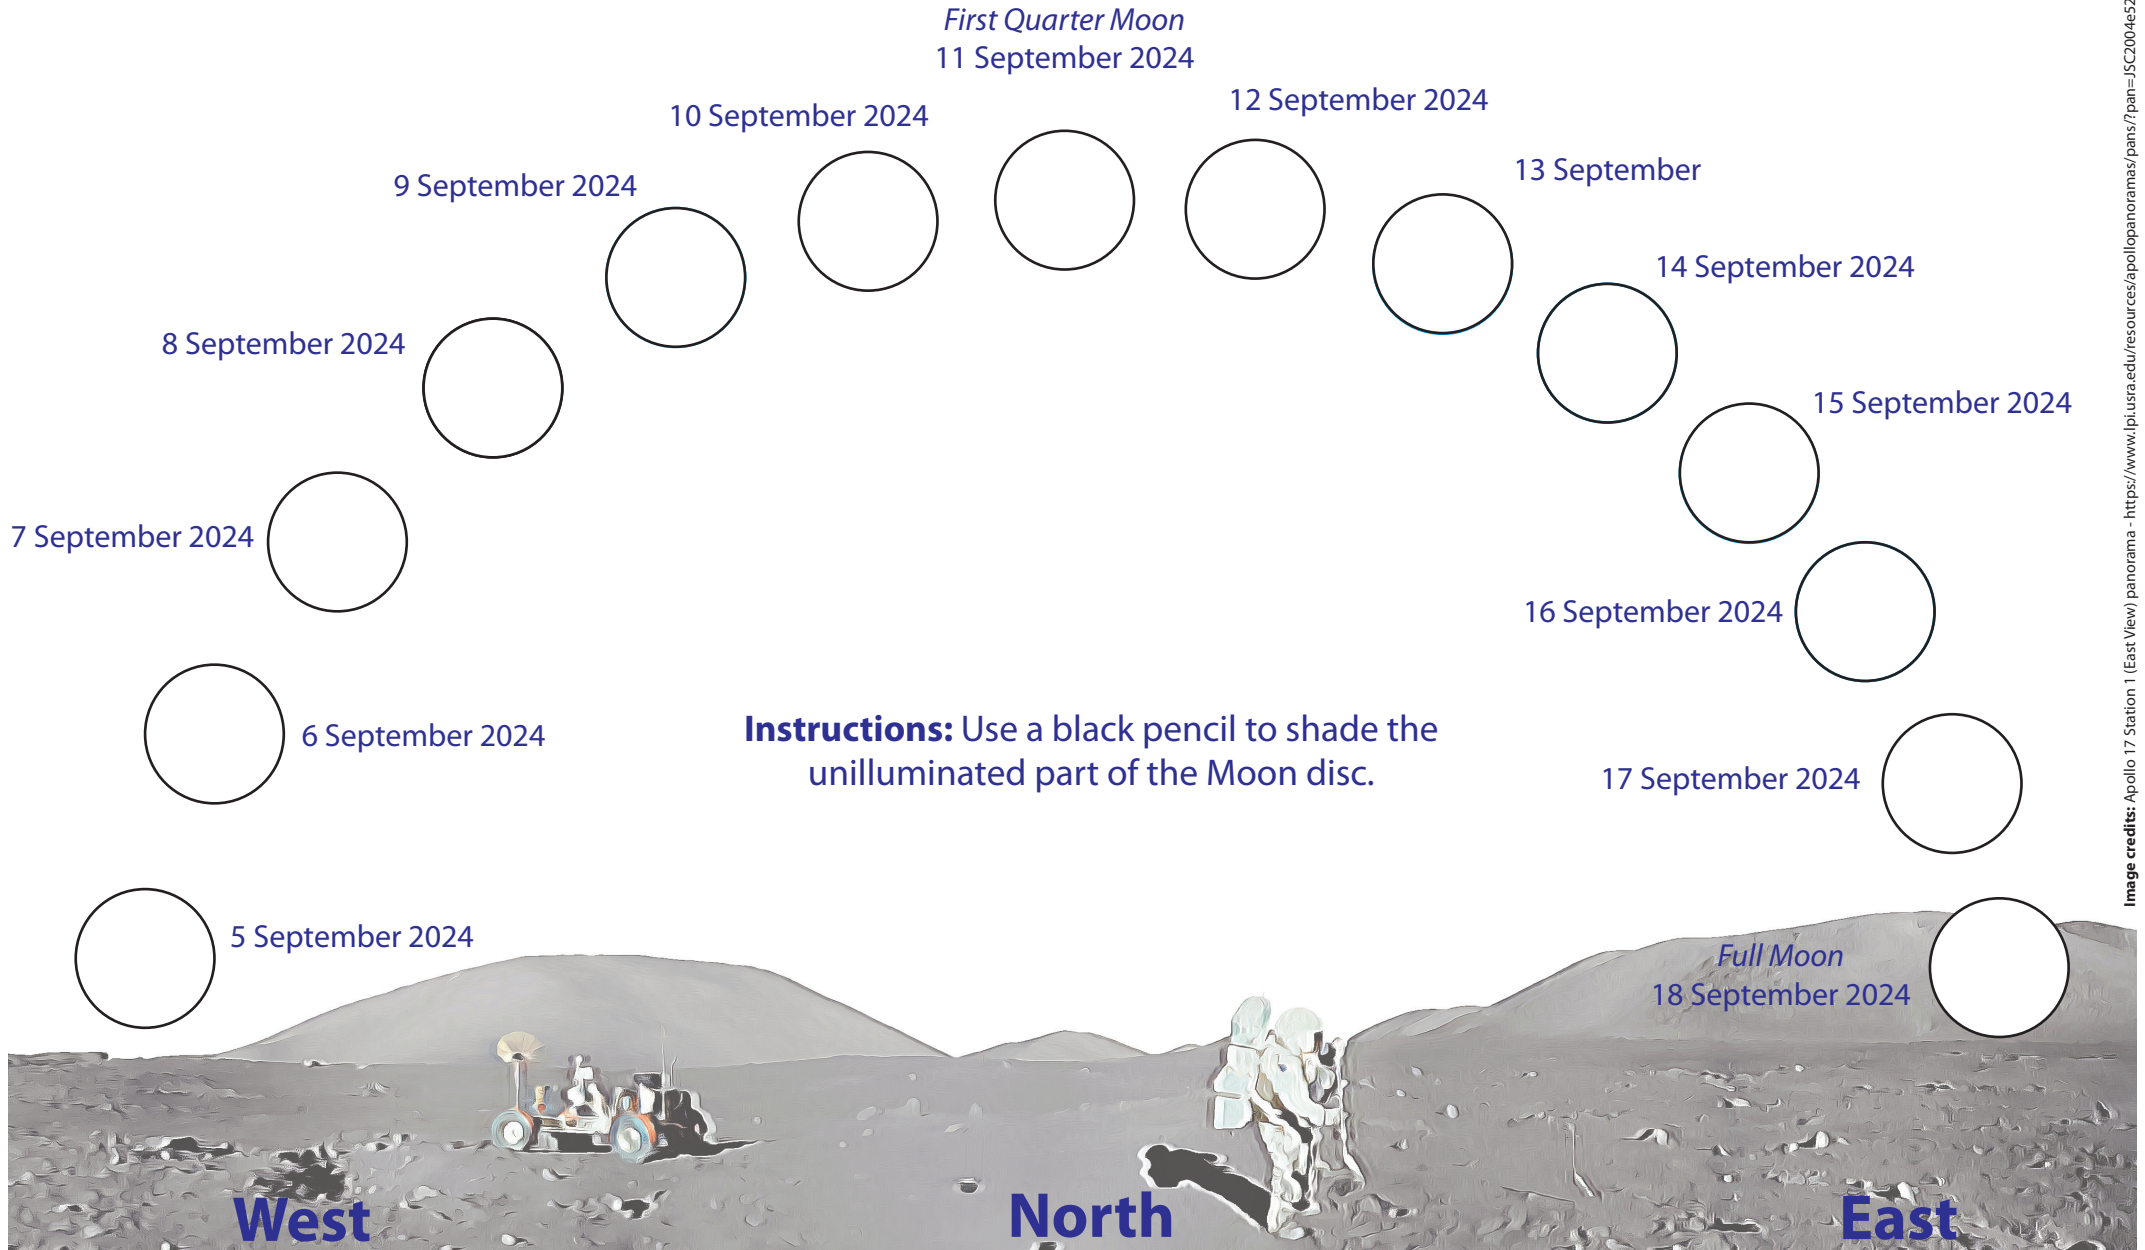 First Quarter Moon
11 September 2024
10 September 2024
12 September 2024
9 September 2024
13 September
14 September 2024
8 September 2024
15 September 2024
7 September 2024
16 September 2024
6 September 2024
Instructions: Use a black pencil to shade the
unilluminated part of the Moon disc.
17 September 2024
5 September 2024
Full Moon
18 September 2024
West
North
East
Image credits: Apollo 17 Station 1 (East View) panorama - https://www.lpi.usra.edu/resources/apollopanoramas/pans/?pan=JSC2004e52